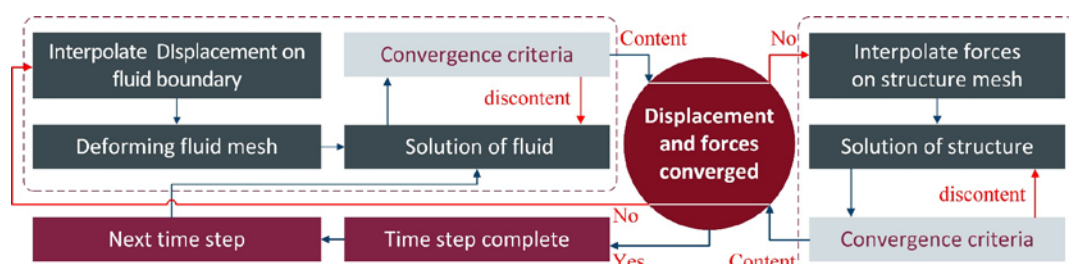 Interpolate DIsplacement on
fluid boundary
Convergence criteria
Content
No
Interpolate forces
on structure mesh
discontent
Displacement
and forces
converged
Deforming fluid mesh
Solution of fluid
Solution of structure
discontent
No
Next time step
Time step complete
Yes
Content
Convergence criteria